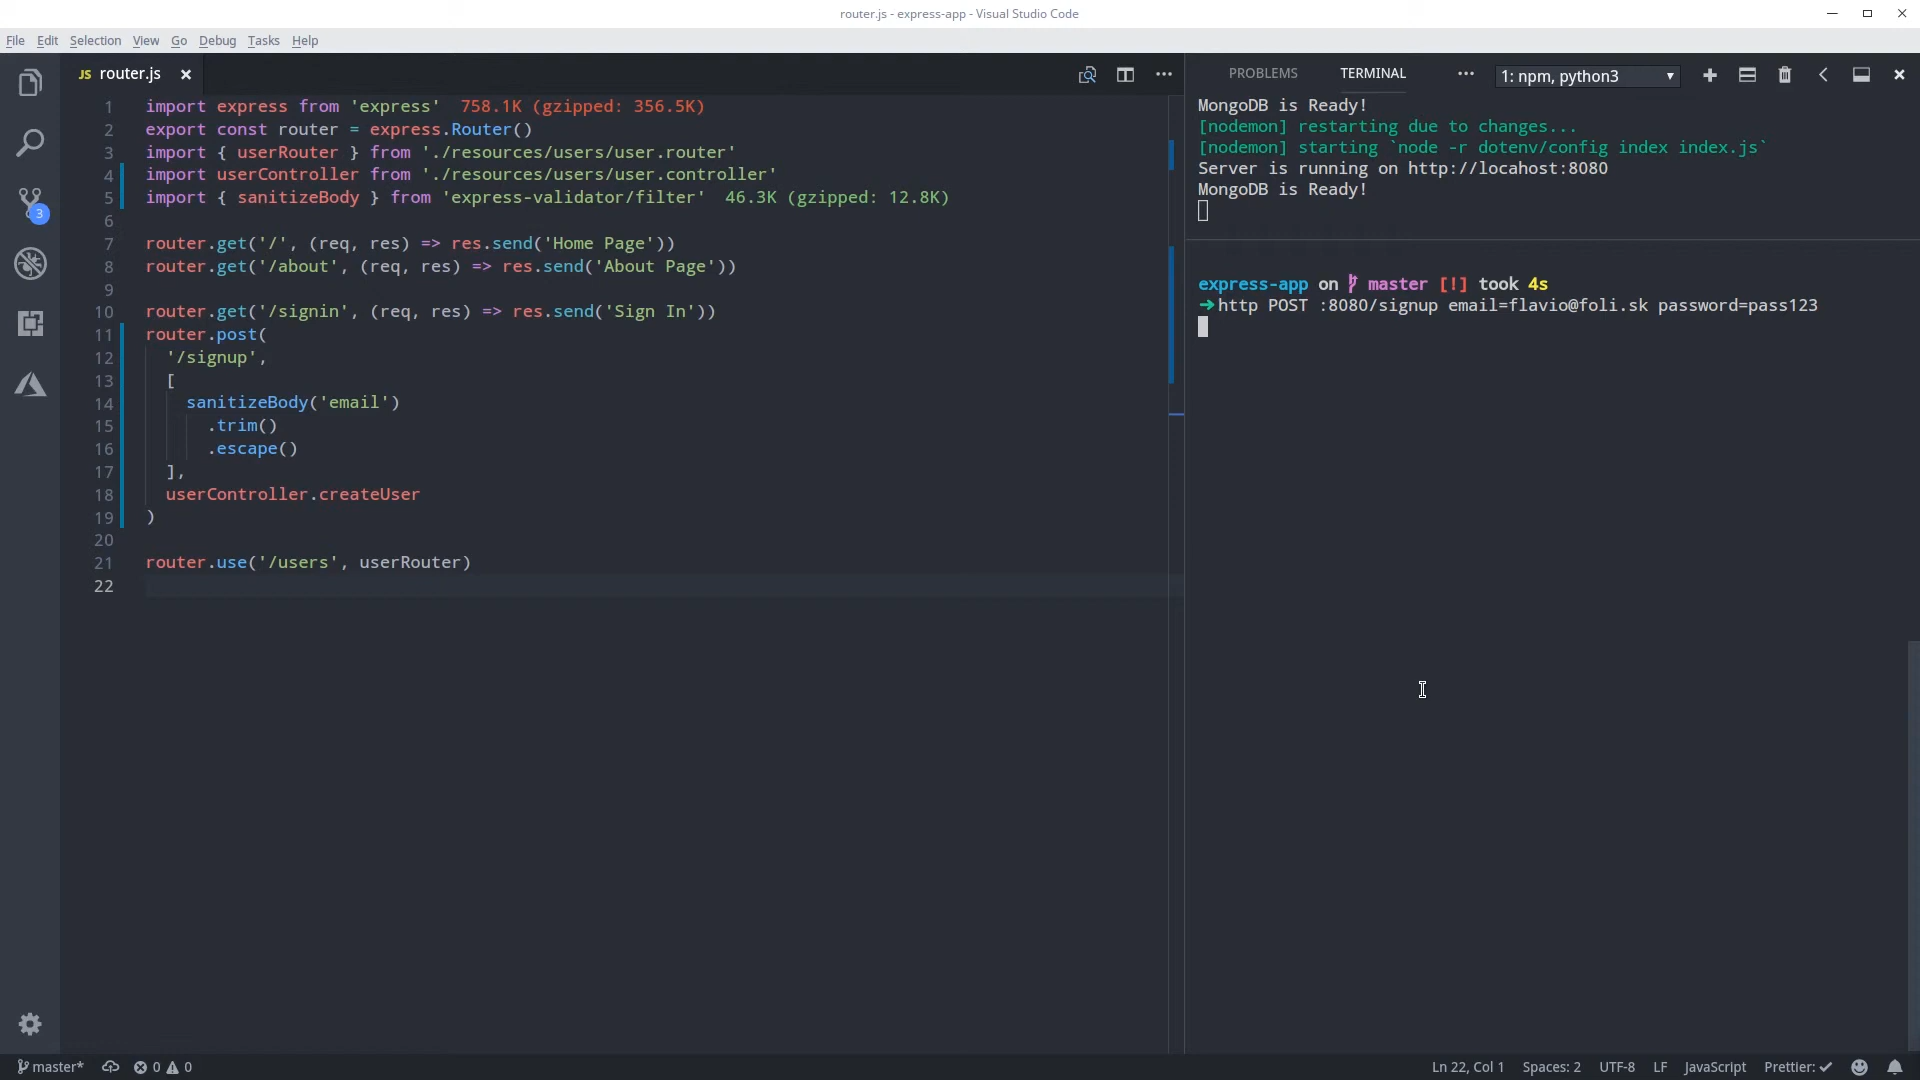 router.js - express-app - Visual Studio Code
File Edit Selection View Go Debug Tasks Help
JS router.js
PROBLEMS TERMINAL 1: npm, python3
3
1 import express from 'express' 758.1K (gzipped: 356.5K)
2 export const router = express.Router()
3 import { userRouter } from './resources/users/user.router'
4 import userController from './resources/users/user.controller'
5 import { sanitizeBody } from 'express-validator/filter' 46.3K (gzipped: 12.8K)
6
7 router.get('/', (req, res) => res.send('Home Page'))
8 router.get('/about', (req, res) => res.send('About Page'))
9
10 router.get('/signin', (req, res) => res.send('Sign In'))
11 router.post(
12 '/signup',
13 [
14 sanitizeBody('email')
15 .trim()
16 .escape()
17 ],
18 userController.createUser
19 )
20
21 router.use('/users', userRouter)
22
MongoDB is Ready!
[nodemon] restarting due to changes...
[nodemon] starting `node -r dotenv/config index index.js`
Server is running on http://locahost:8080
MongoDB is Ready!
express-app on master [!] took 4s
➜ http POST :8080/signup email=flavio@foli.sk password=pass123
master* 0 0 Ln 22, Col 1 Spaces: 2 UTF-8 LF JavaScript Prettier: ✓